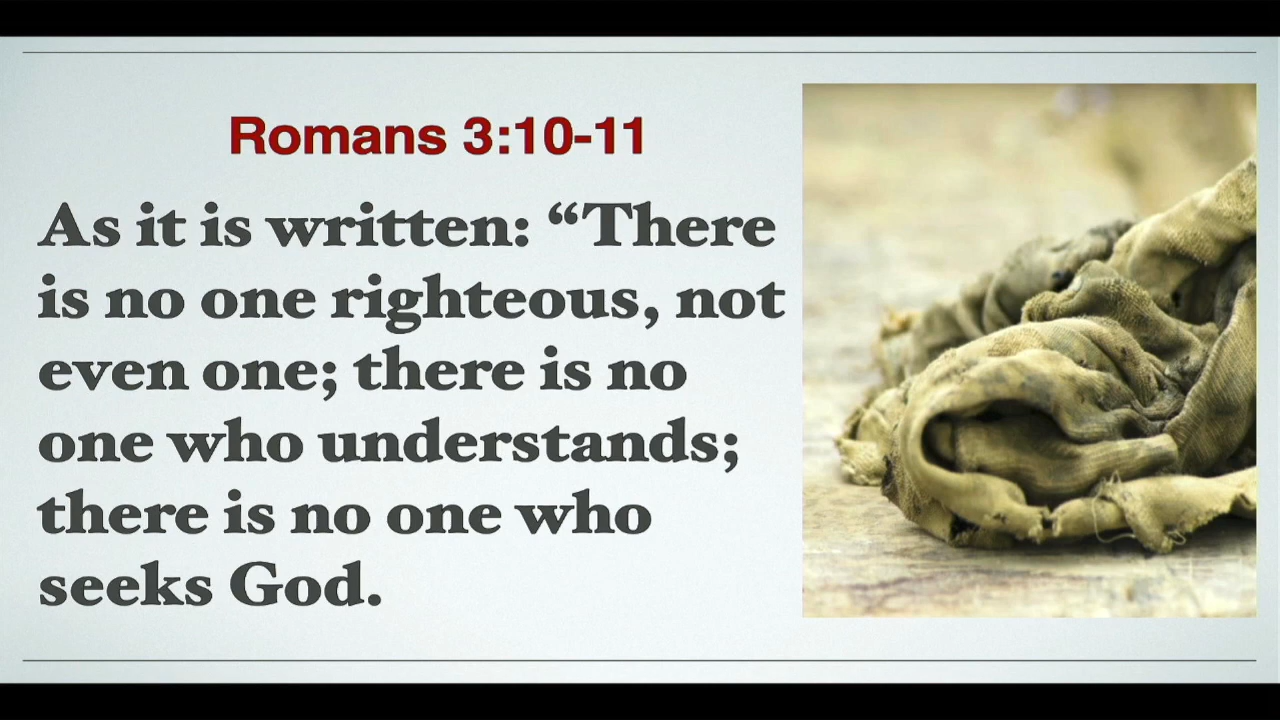 Romans 3:10-11
As it is written: “There
is no one righteous, not
even one; there is no
one who understands;
there is no one who
seeks God.